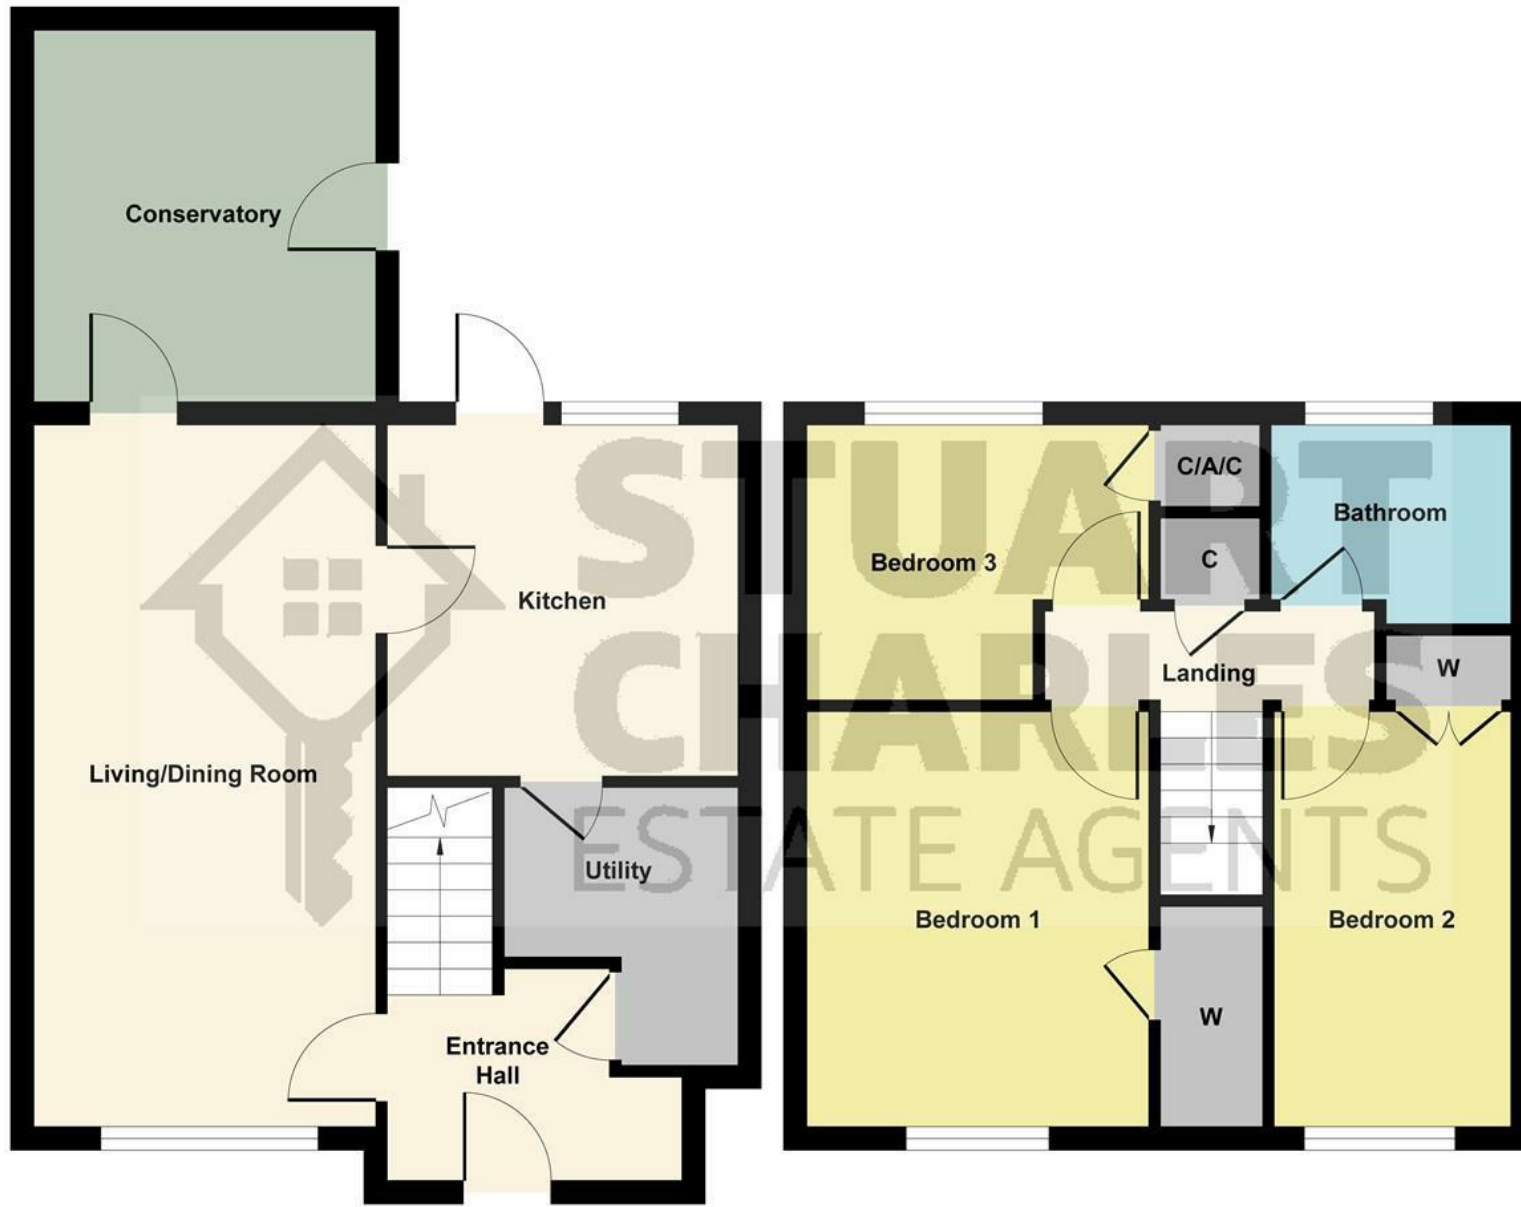 Conservatory
Kitchen
Living/Dining Room
Utility
Entrance
Hall
C/A/C
Bathroom
Bedroom 3
C
Landing
W
Bedroom 1
Bedroom 2
W
STUART
CHARLES
ESTATE AGENTS